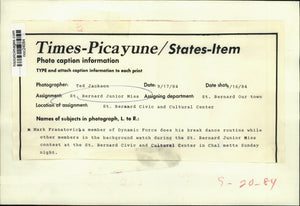 Times-Picayune/States-Item
Photo caption information
TYPE and attach caption information to each print
Photographer: Ted Jackson Date: 9/17/84 Date shot: /16/84
Assignment: St. Bernard Junior Miss Assigning department St. Bernard Our town
Location of assignment St. Bernard Civic and Cultural Center
Names of subjects in photograph, L. to R.:
Mark Franatovich a member of Dynamic Force does his break dance routine while
other members in the background watch during the St. Bernard Junior Miss
contest at the St. Bernard Civic and Cultural Center in Chalmette Sunday
night.
9-20-84